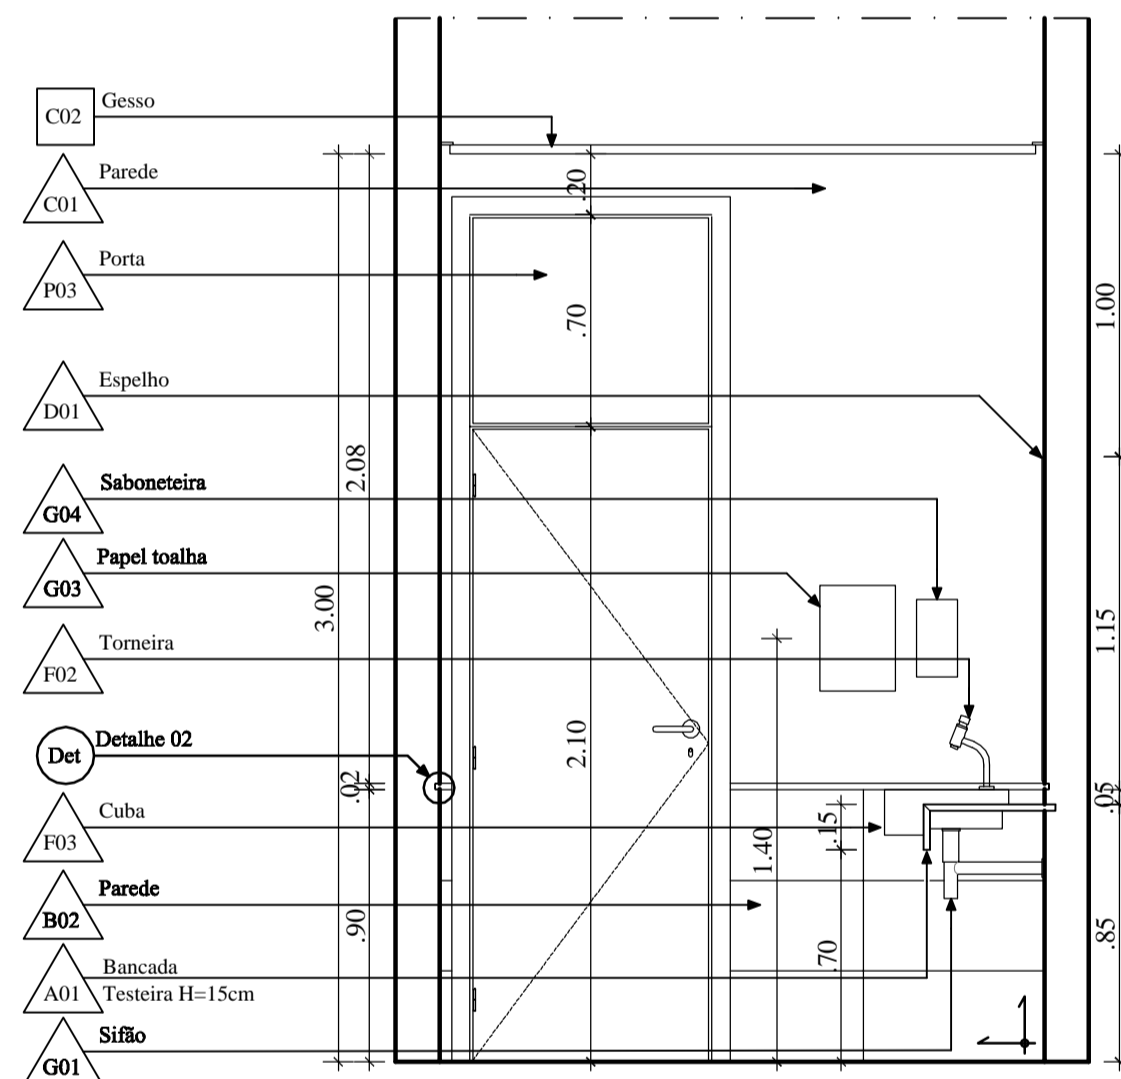 C02 Gesso
C01 Parede
P03 Porta
D01 Espelho
G04 Saboneteira
G03 Papel toalha
F02 Torneira
Det Detalhe 02
F03 Cuba
B02 Parede
A01 Bancada
Testeira H=15cm
G01 Sifão
3.00
2.08
.02
.90
.20
.70
2.10
1.40
.15
.70
1.00
1.15
.05
.85